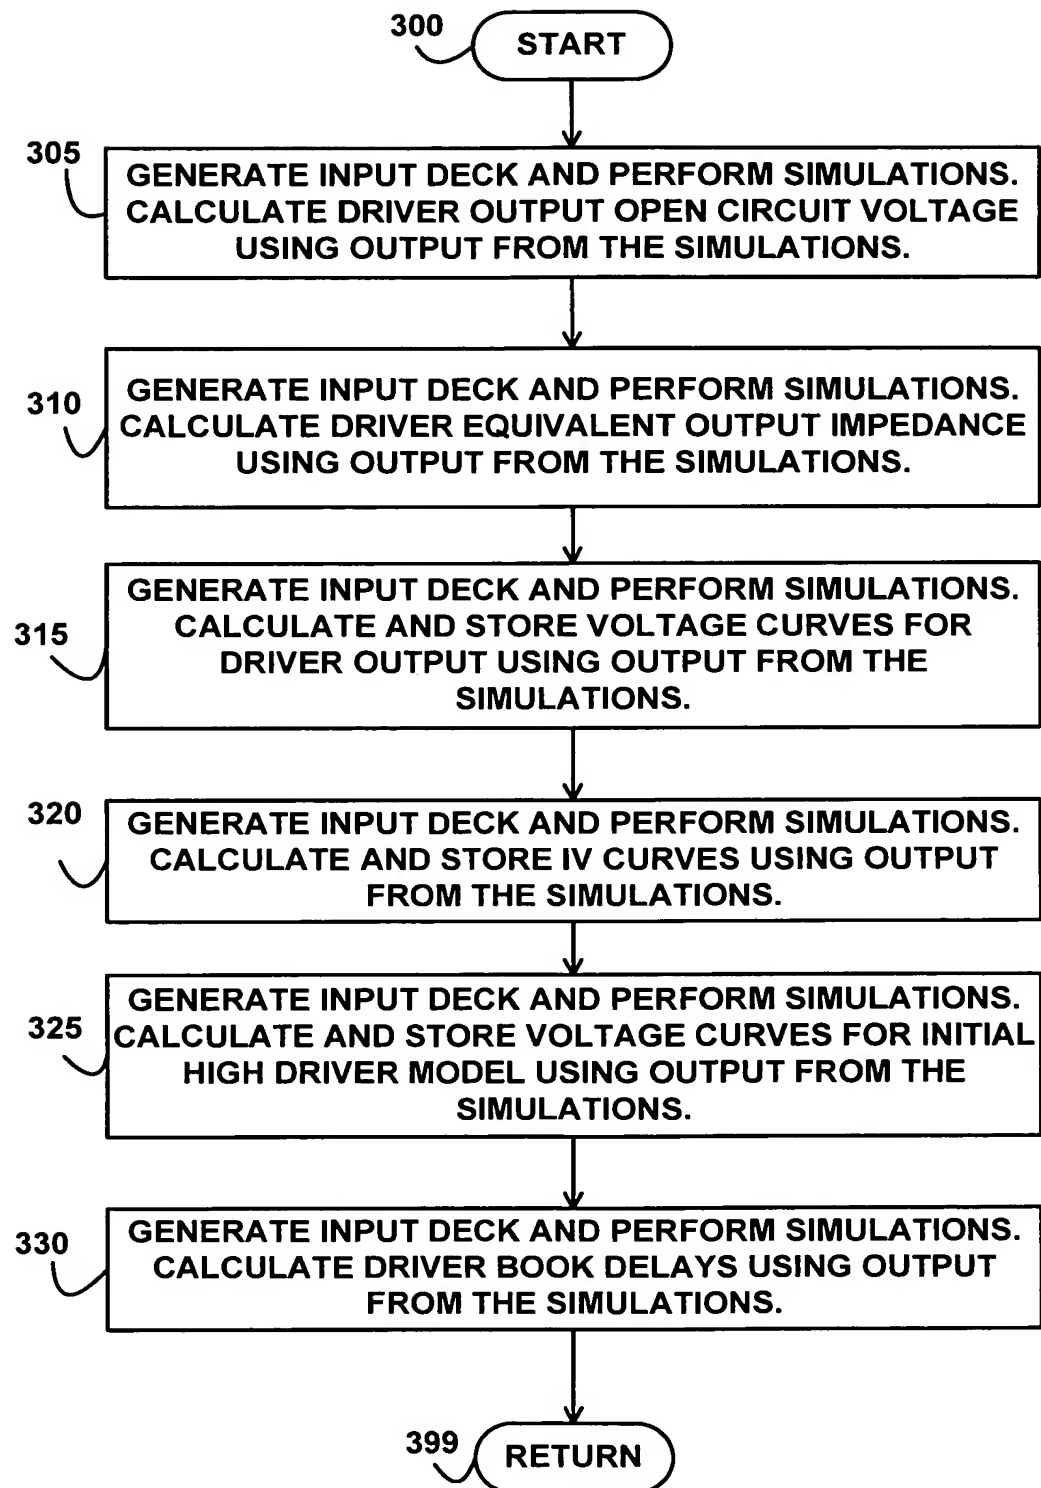 300
START
305
GENERATE INPUT DECK AND PERFORM SIMULATIONS.
CALCULATE DRIVER OUTPUT OPEN CIRCUIT VOLTAGE
USING OUTPUT FROM THE SIMULATIONS.
310
GENERATE INPUT DECK AND PERFORM SIMULATIONS.
CALCULATE DRIVER EQUIVALENT OUTPUT IMPEDANCE
USING OUTPUT FROM THE SIMULATIONS.
315
GENERATE INPUT DECK AND PERFORM SIMULATIONS.
CALCULATE AND STORE VOLTAGE CURVES FOR
DRIVER OUTPUT USING OUTPUT FROM THE
SIMULATIONS.
320
GENERATE INPUT DECK AND PERFORM SIMULATIONS.
CALCULATE AND STORE IV CURVES USING OUTPUT
FROM THE SIMULATIONS.
325
GENERATE INPUT DECK AND PERFORM SIMULATIONS.
CALCULATE AND STORE VOLTAGE CURVES FOR INITIAL
HIGH DRIVER MODEL USING OUTPUT FROM THE
SIMULATIONS.
330
GENERATE INPUT DECK AND PERFORM SIMULATIONS.
CALCULATE DRIVER BOOK DELAYS USING OUTPUT
FROM THE SIMULATIONS.
399
RETURN